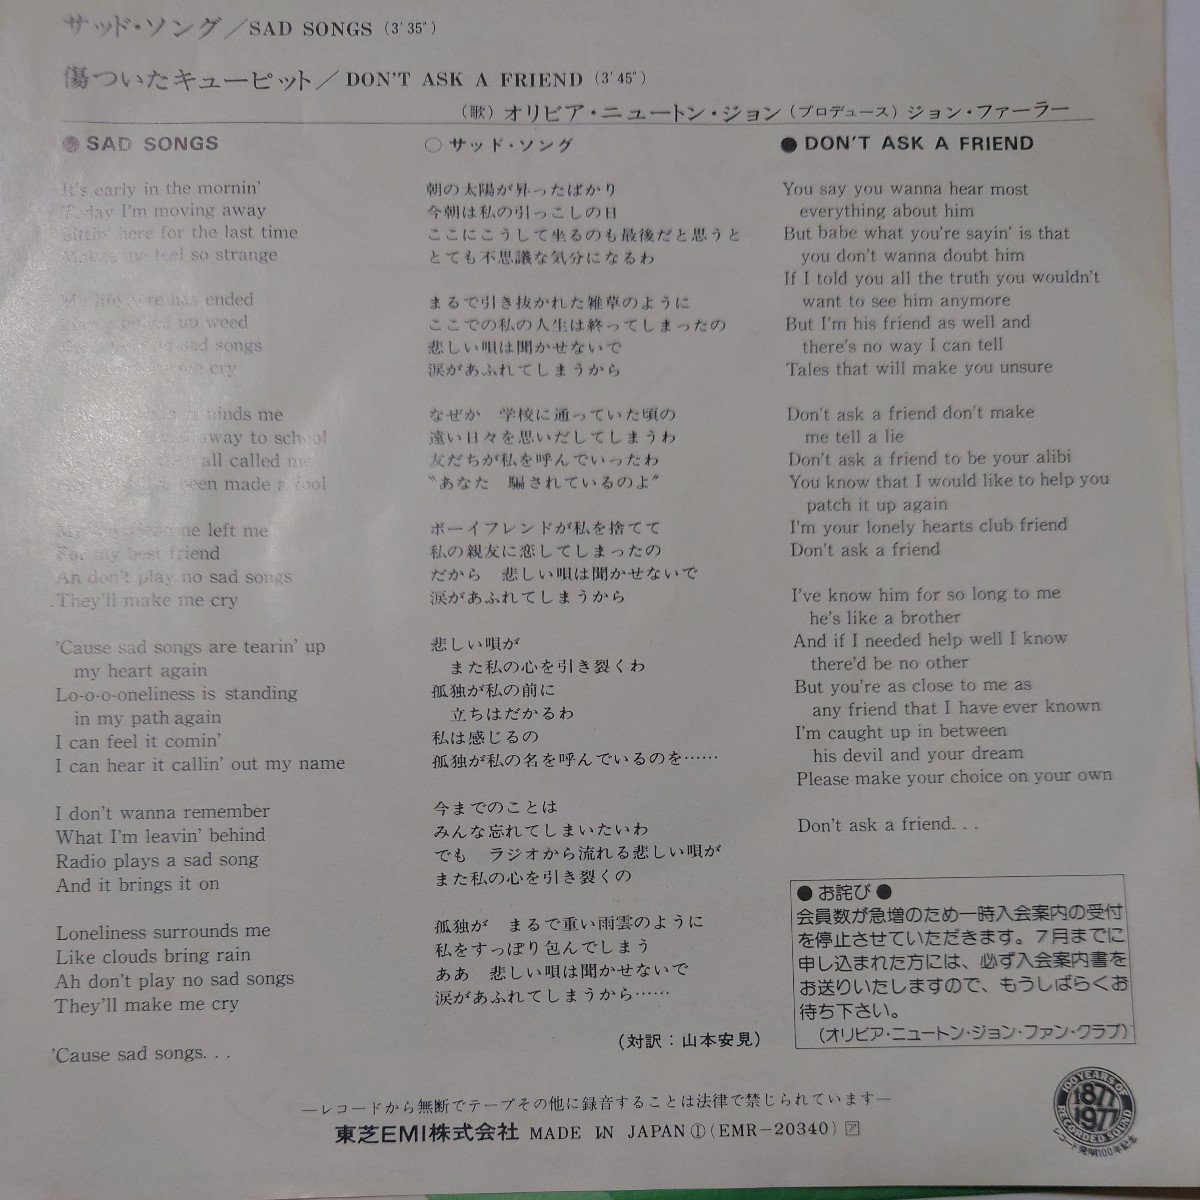 サッド・ソング／SAD SONGS（3′35″）
傷ついたキューピット／DON'T ASK A FRIEND（3′45″）
（歌）オリビア・ニュートン・ジョン（プロデュース）ジョン・ファーラー
SAD SONGS
It's early in the mornin'
Today I'm moving away
Sittin' here for the last time
Makes me feel so strange
My life here has ended
up weed
sad songs
me cry
minds me
way to school
all called me
been made a fool
me left me
For my best friend
Ah don't play no sad songs
They'll make me cry
'Cause sad songs are tearin' up
my heart again
Lo-o-o-oneliness is standing
in my path again
I can feel it comin'
I can hear it callin' out my name
I don't wanna remember
What I'm leavin' behind
Radio plays a sad song
And it brings it on
Loneliness surrounds me
Like clouds bring rain
Ah don't play no sad songs
They'll make me cry
'Cause sad songs. . .
○ サッド・ソング
朝の太陽が昇ったばかり
今朝は私の引っこしの日
ここにこうして坐るのも最後だと思うと
とても不思議な気分になるわ
まるで引き抜かれた雑草のように
ここでの私の人生は終ってしまったの
悲しい唄は聞かせないで
涙があふれてしまうから
なぜか　学校に通っていた頃の
遠い日々を思いだしてしまうわ
友だちが私を呼んでいったわ
〝あなた　騙されているのよ〟
ボーイフレンドが私を捨てて
私の親友に恋してしまったの
だから　悲しい唄は聞かせないで
涙があふれてしまうから
悲しい唄が
また私の心を引き裂くわ
孤独が私の前に
立ちはだかるわ
私は感じるの
孤独が私の名を呼んでいるのを……
今までのことは
みんな忘れてしまいたいわ
でも　ラジオから流れる悲しい唄が
また私の心を引き裂くの
孤独が　まるで重い雨雲のように
私をすっぽり包んでしまう
ああ　悲しい唄は聞かせないで
涙があふれてしまうから……
(対訳：山本安見)
● DON'T ASK A FRIEND
You say you wanna hear most
everything about him
But babe what you're sayin' is that
you don't wanna doubt him
If I told you all the truth you wouldn't
want to see him anymore
But I'm his friend as well and
there's no way I can tell
Tales that will make you unsure
Don't ask a friend don't make
me tell a lie
Don't ask a friend to be your alibi
You know that I would like to help you
patch it up again
I'm your lonely hearts club friend
Don't ask a friend
I've know him for so long to me
he's like a brother
And if I needed help well I know
there'd be no other
But you're as close to me as
any friend that I have ever known
I'm caught up in between
his devil and your dream
Please make your choice on your own
Don't ask a friend. . .
●お詫び●
会員数が急増のため一時入会案内の受付
を停止させていただきます。7月までに
申し込まれた方には、必ず入会案内書を
お送りいたしますので、もうしばらくお
待ち下さい。
（オリビア・ニュートン・ジョン・ファン・クラブ）
—レコードから無断でテープその他に録音することは法律で禁じられています—
東芝EMI株式会社 MADE IN JAPAN Ⓘ (EMR−20340) ア
100 YEARS OF
1877
1977
RECORDED SOUND
レコード発明100年記念